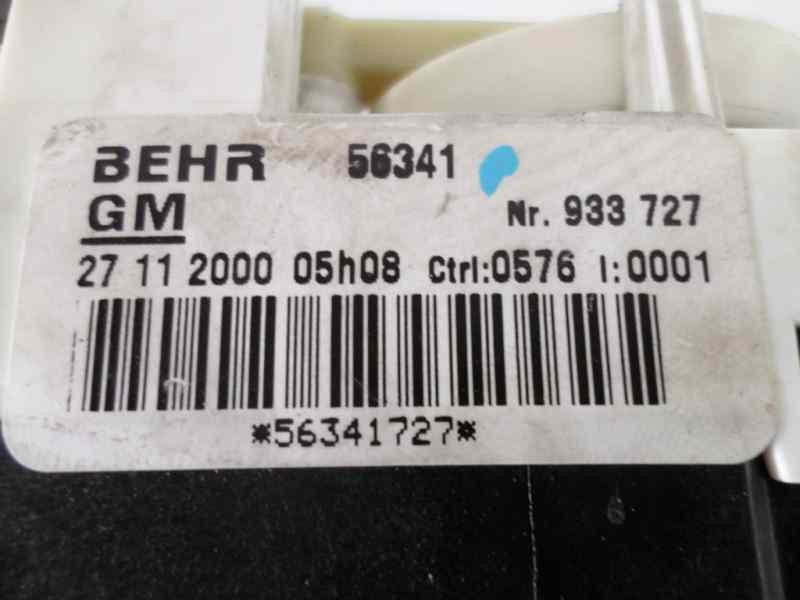 BEHR 56341
GM Nr. 933 727
27 11 2000 05h08 Ctrl:0576 I:0001
*56341727*